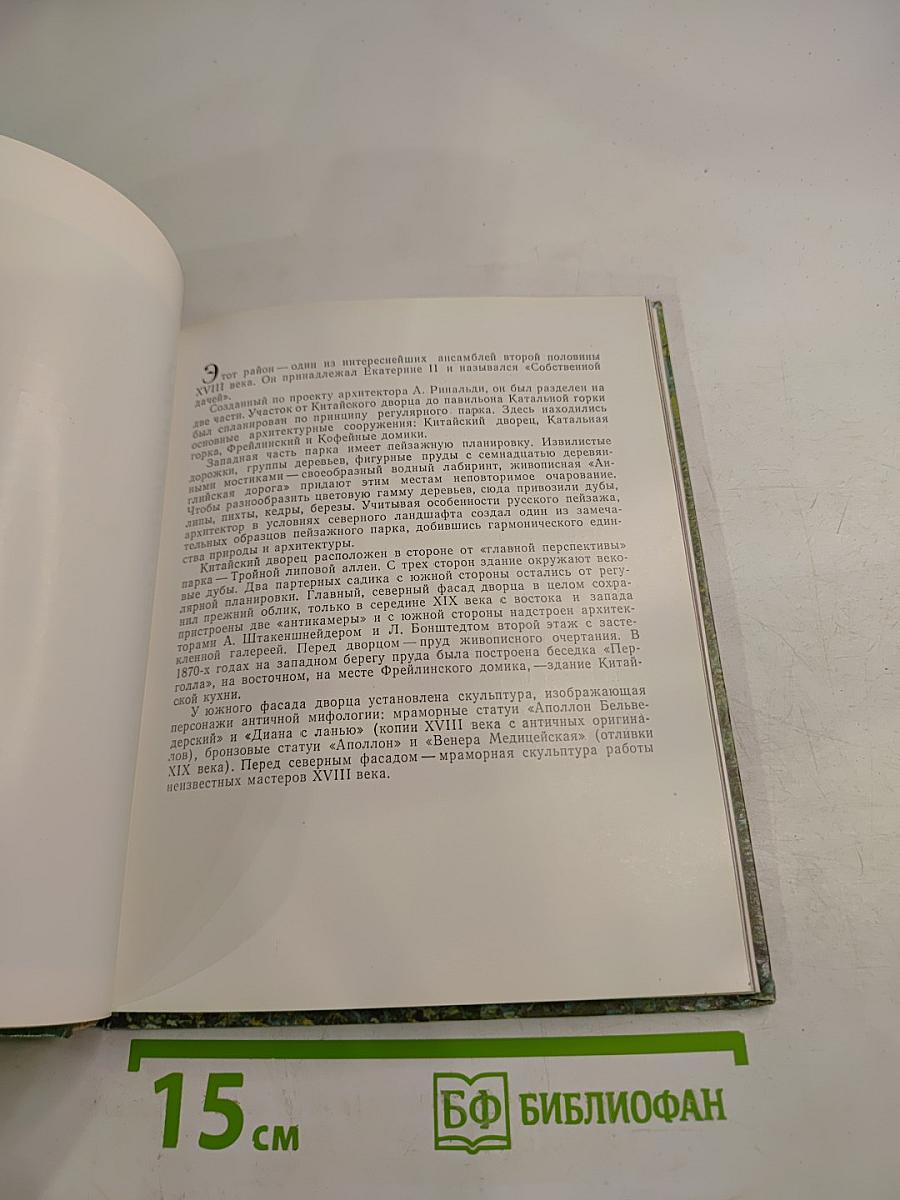 Этот район — один из интереснейших ансамблей второй половины
XVIII века. Он принадлежал Екатерине II и назывался «Собственной
дачей».
Созданный по проекту архитектора А. Ринальди, он был разделен на
две части. Участок от Китайского дворца до павильона Катальной горки
был спланирован по принципу регулярного парка. Здесь находились
основные архитектурные сооружения: Китайский дворец, Катальная
горка, Фрейлинский и Кофейные домики.
Западная часть парка имеет пейзажную планировку. Извилистые
дорожки, группы деревьев, фигурные пруды с семнадцатью деревян-
ными мостиками — своеобразный водный лабиринт, живописная «Ан-
глийская дорога» придают этим местам неповторимое очарование.
Чтобы разнообразить цветовую гамму деревьев, сюда привозили дубы,
липы, пихты, кедры, березы. Учитывая особенности русского пейзажа,
архитектор в условиях северного ландшафта создал один из замеча-
тельных образцов пейзажного парка, добившись гармонического един-
ства природы и архитектуры.
Китайский дворец расположен в стороне от «главной перспективы»
парка — Тройной липовой аллеи. С трех сторон здание окружают веко-
вые дубы. Два партерных садика с южной стороны остались от регу-
лярной планировки. Главный, северный фасад дворца в целом сохра-
нил прежний облик, только в середине XIX века с востока и запада
пристроены две «антикамеры» и с южной стороны надстроен архитек-
торами А. Штакеншнейдером и Л. Бонштедтом второй этаж с засте-
кленной галереей. Перед дворцом — пруд живописного очертания. В
1870-х годах на западном берегу пруда была построена беседка «Пер-
голла», на восточном, на месте Фрейлинского домика, — здание Китай-
ской кухни.
У южного фасада дворца установлена скульптура, изображающая
персонажи античной мифологии: мраморные статуи «Аполлон Бельве-
дерский» и «Диана с ланью» (копии XVIII века с античных оригина-
лов), бронзовые статуи «Аполлон» и «Венера Медицейская» (отливки
XIX века). Перед северным фасадом — мраморная скульптура работы
неизвестных мастеров XVIII века.
15 см
БФ БИБЛИОФАН